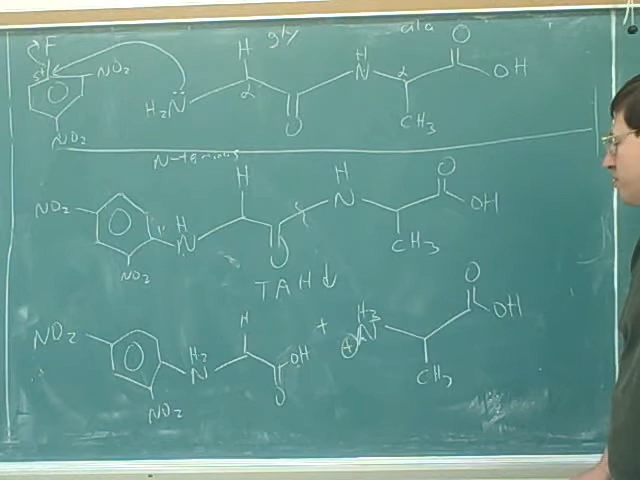 F H gly H ala O
δ+ NO2 N α OH
H2N α O CH3
NO2
N-terminus
H H O
NO2 H N OH
N O CH3
NO2
TAH↓
H H3 O
NO2 H2 + ⊕N OH
N OH
NO2 O CH3